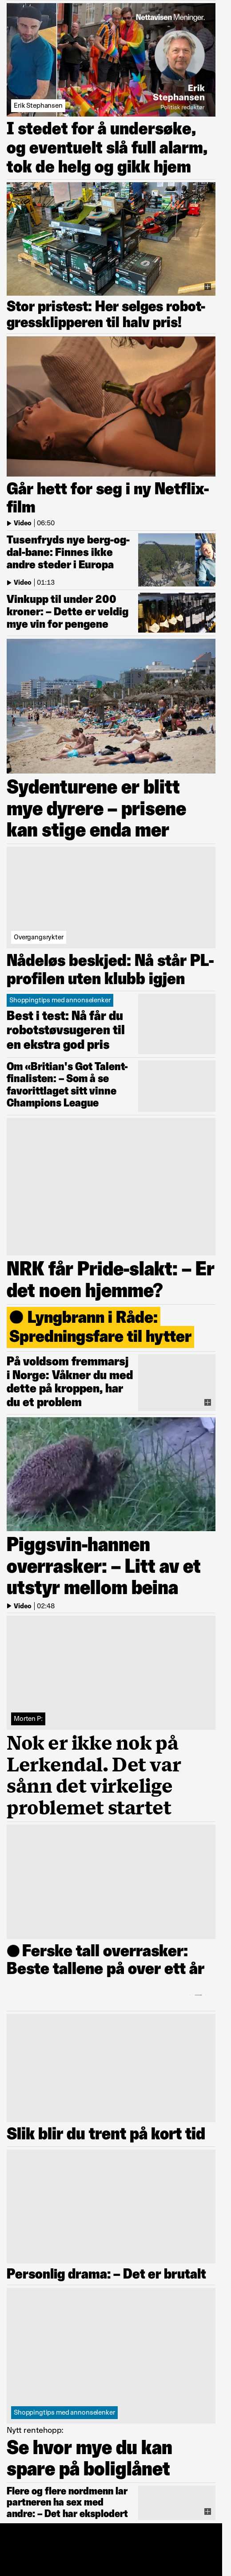 Nettavisen Meninger.
Erik
Stephansen
Politisk redaktør
Erik Stephansen
I stedet for å undersøke,
og eventuelt slå full alarm,
tok de helg og gikk hjem
Stor pristest: Her selges robot-
gressklipperen til halv pris!
Går hett for seg i ny Netflix-
film
Video | 06:50
Tusenfryds nye berg-og-
dal-bane: Finnes ikke
andre steder i Europa
Video | 01:13
Vinkupp til under 200
kroner: – Dette er veldig
mye vin for pengene
Sydenturene er blitt
mye dyrere – prisene
kan stige enda mer
Overgangsrykter
Nådeløs beskjed: Nå står PL-
profilen uten klubb igjen
Shoppingtips med annonselenker
Best i test: Nå får du
robotstøvsugeren til
en ekstra god pris
Om «Britian's Got Talent-
finalisten: – Som å se
favorittlaget sitt vinne
Champions League
NRK får Pride-slakt: – Er
det noen hjemme?
Lyngbrann i Råde:
Spredningsfare til hytter
På voldsom fremmarsj
i Norge: Våkner du med
dette på kroppen, har
du et problem
Piggsvin-hannen
overrasker: – Litt av et
utstyr mellom beina
Video | 02:48
Morten P:
Nok er ikke nok på
Lerkendal. Det var
sånn det virkelige
problemet startet
Ferske tall overrasker:
Beste tallene på over ett år
Slik blir du trent på kort tid
Personlig drama: – Det er brutalt
Shoppingtips med annonselenker
Nytt rentehopp:
Se hvor mye du kan
spare på boliglånet
Flere og flere nordmenn lar
partneren ha sex med
andre: – Det har eksplodert